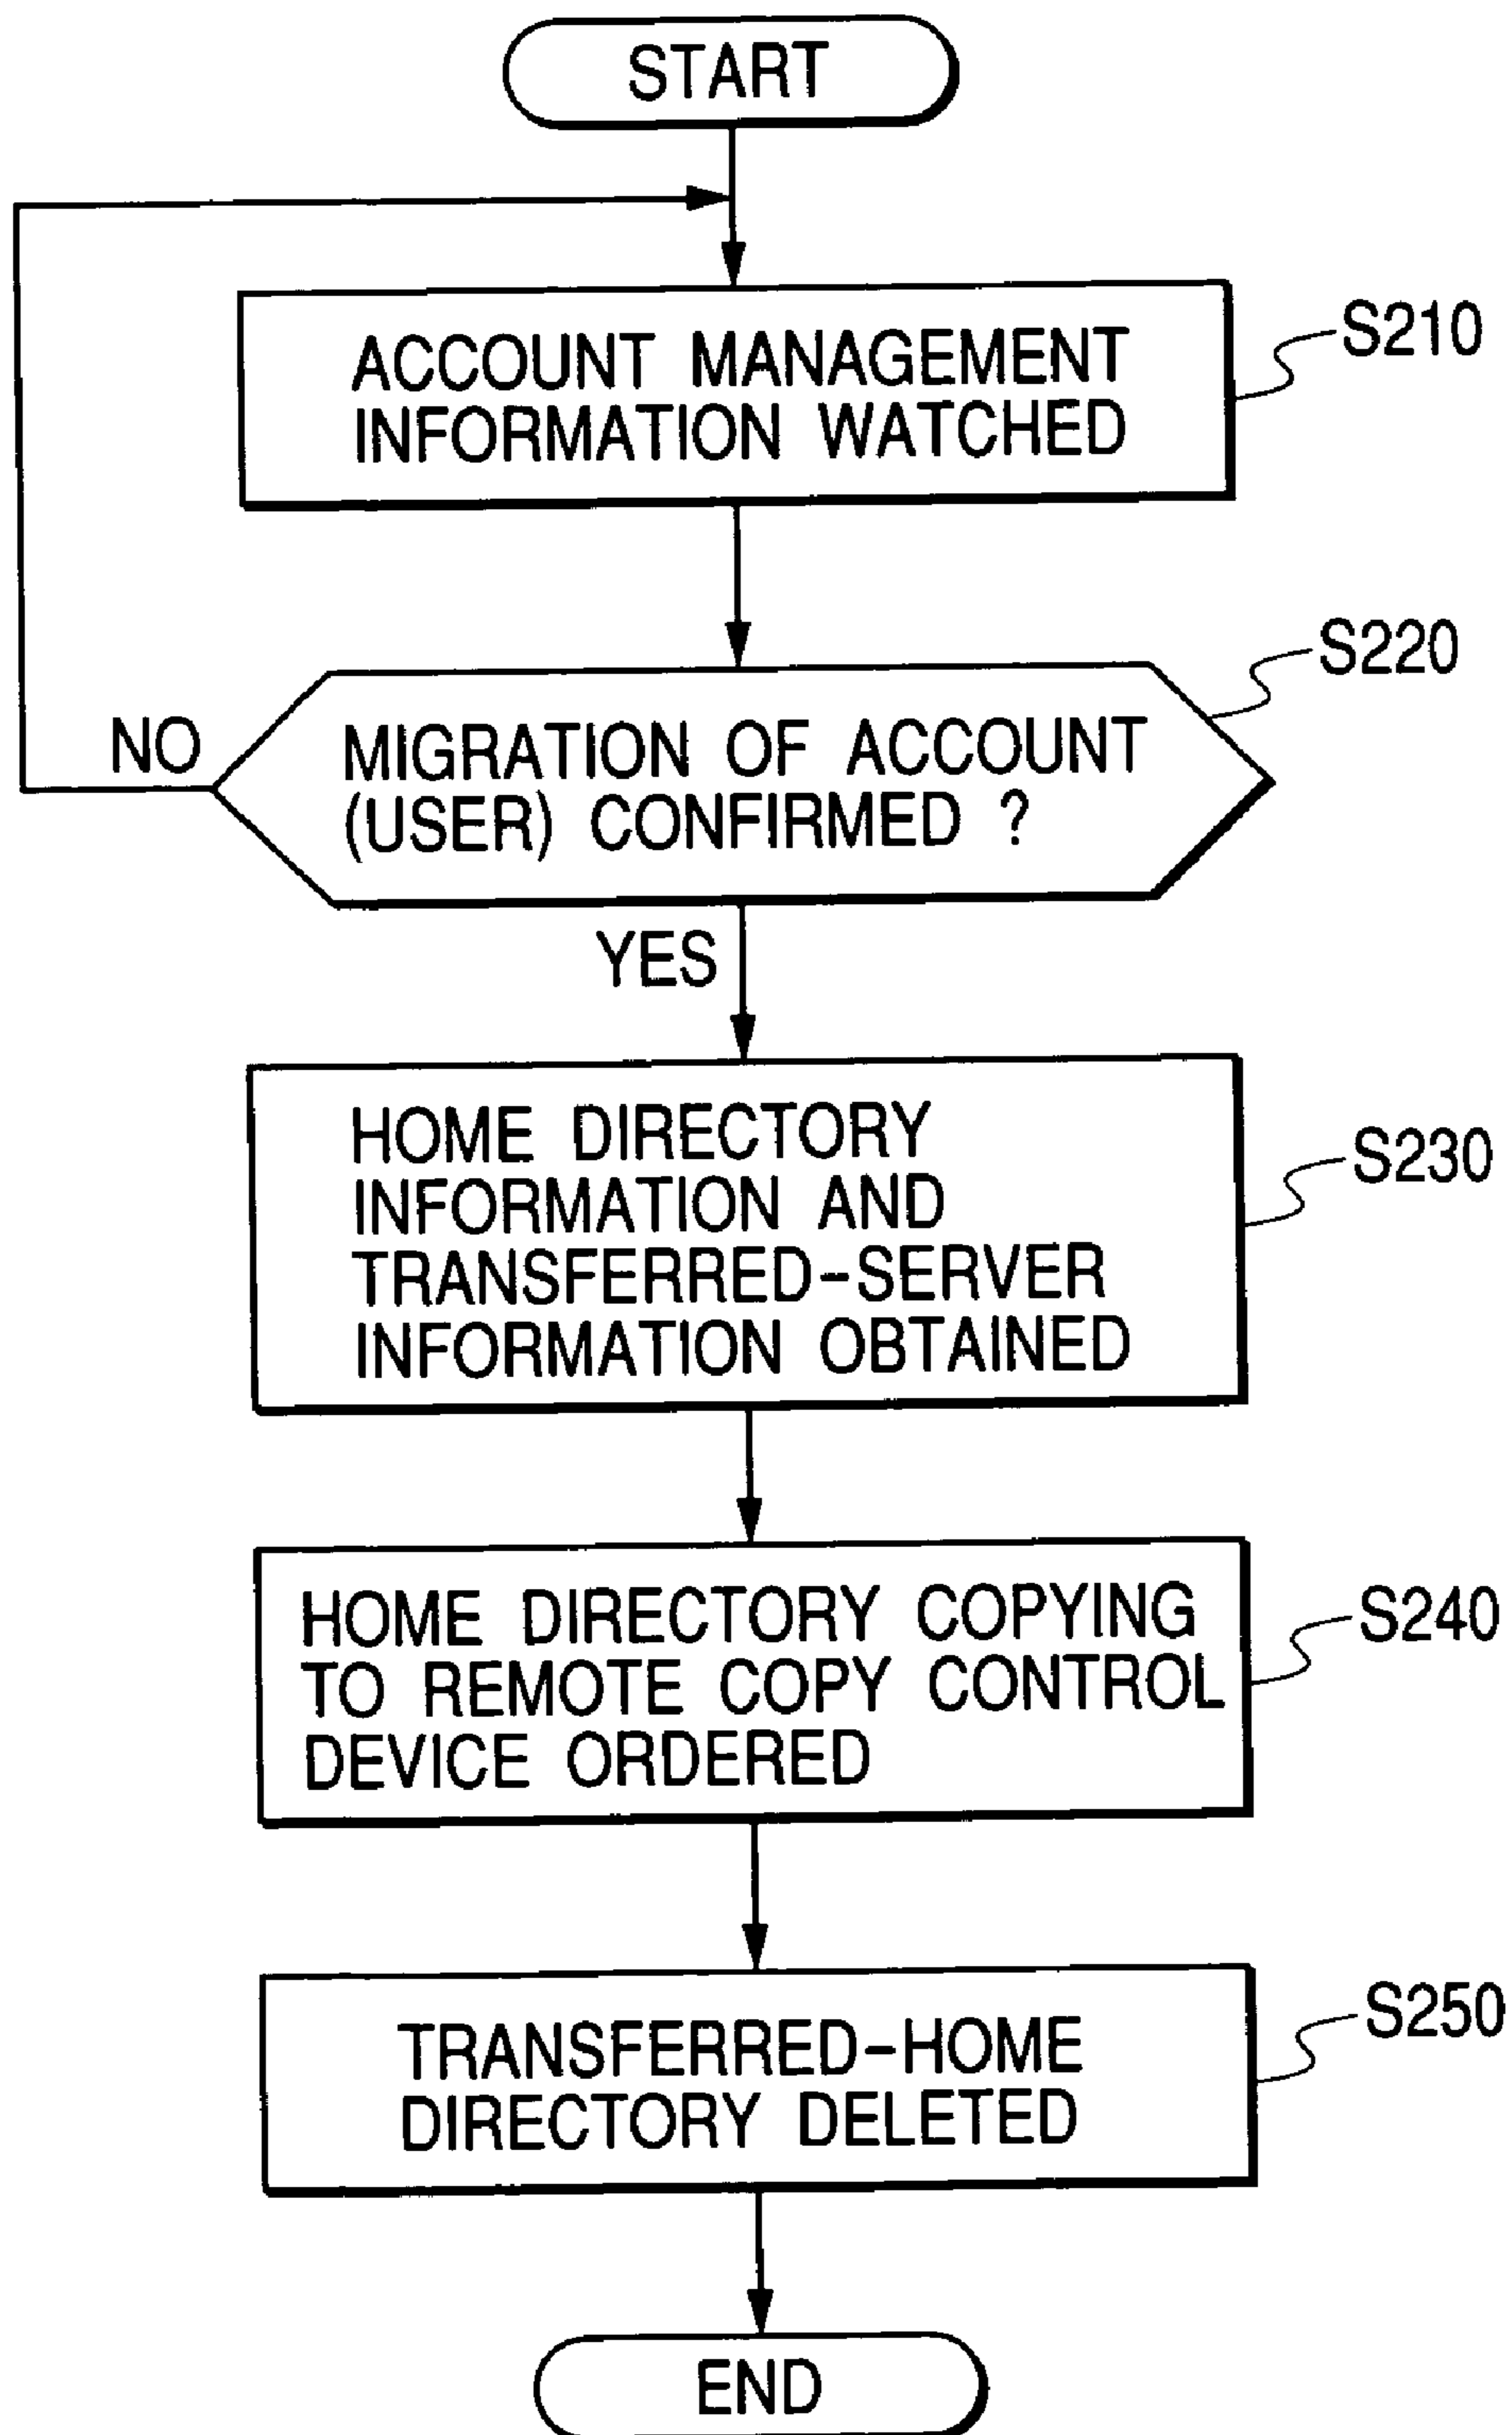 START
ACCOUNT MANAGEMENT
INFORMATION WATCHED
S210
MIGRATION OF ACCOUNT
(USER) CONFIRMED ?
S220
NO
YES
HOME DIRECTORY
INFORMATION AND
TRANSFERRED-SERVER
INFORMATION OBTAINED
S230
HOME DIRECTORY COPYING
TO REMOTE COPY CONTROL
DEVICE ORDERED
S240
TRANSFERRED-HOME
DIRECTORY DELETED
S250
END